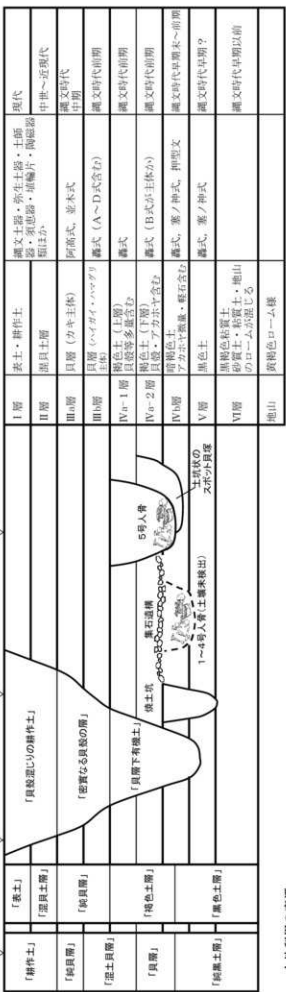 「耕作土」
「純貝層」
「混土貝層」
「貝層」
「純黒土層」
「表土」
「混貝土層」
「純貝層」
「褐色土層」
「黒色土層」
「貝殻混じりの耕作土」
「密實なる貝殻の層」
「貝層下有機土」
焼土坑
集石遺構
1～4号人骨(土壙未検出)
5号人骨
土坑状の
スポット貝塚
I層 表土・耕作土 縄文土器・弥生土器・土師
器・須恵器・埴輪片・陶磁器
類ほか 現代
II層 混貝土層 中世～近現代
IIIa層 貝層（カキ主体） 阿高式，並木式 縄文時代
中期
IIIb層 貝層（ハイガイ・ハマグリ
主体） 轟式（A～D式含む） 縄文時代前期
IVa-1層 褐色土（上層）
貝殻等多量含む 轟式 縄文時代前期
IVa-2層 褐色土（下層）
貝殻・アカホヤ含む 轟式（B式が主体か） 縄文時代前期
IVb層 暗褐色土
アカホヤ微量・軽石含む 轟式，塞ノ神式，押型文 縄文時代早期末～前期
V層 黒色土 轟式，塞ノ神式 縄文時代早期？
VI層 黒褐色粘質土
砂質土・粘質土・地山
のロームが混じる 縄文時代早期以前
地山 黄褐色ローム様